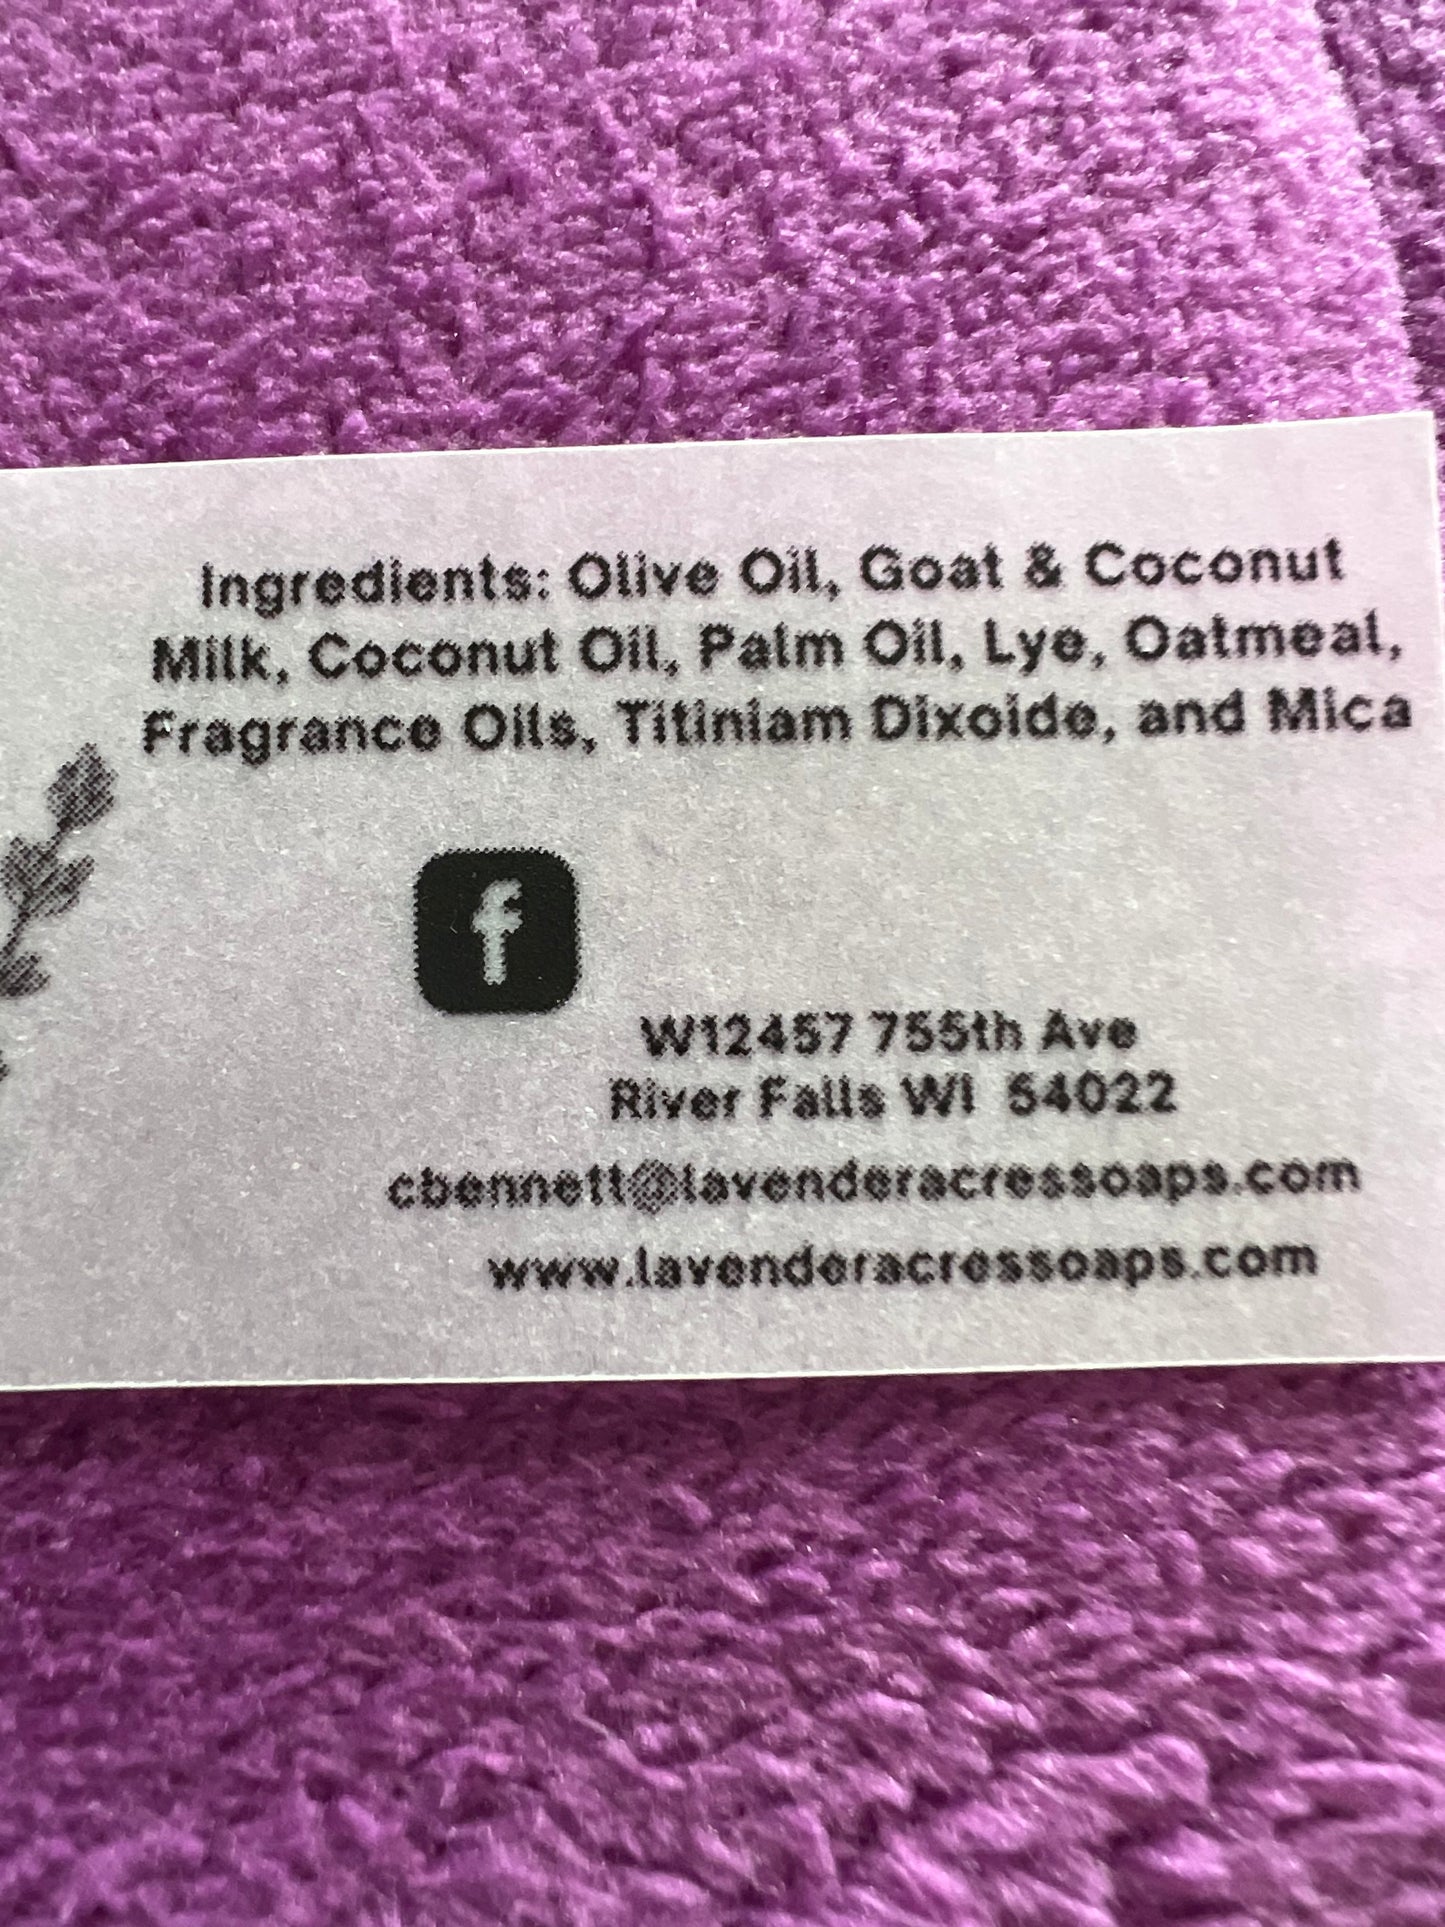 Ingredients: Olive Oil, Goat & Coconut
Milk, Coconut Oil, Palm Oil, Lye, Oatmeal,
Fragrance Oils, Titiniam Dixoide, and Mica
f
W12457 755th Ave
River Falls WI 54022
cbennett@lavenderacressoaps.com
www.lavenderacressoaps.com